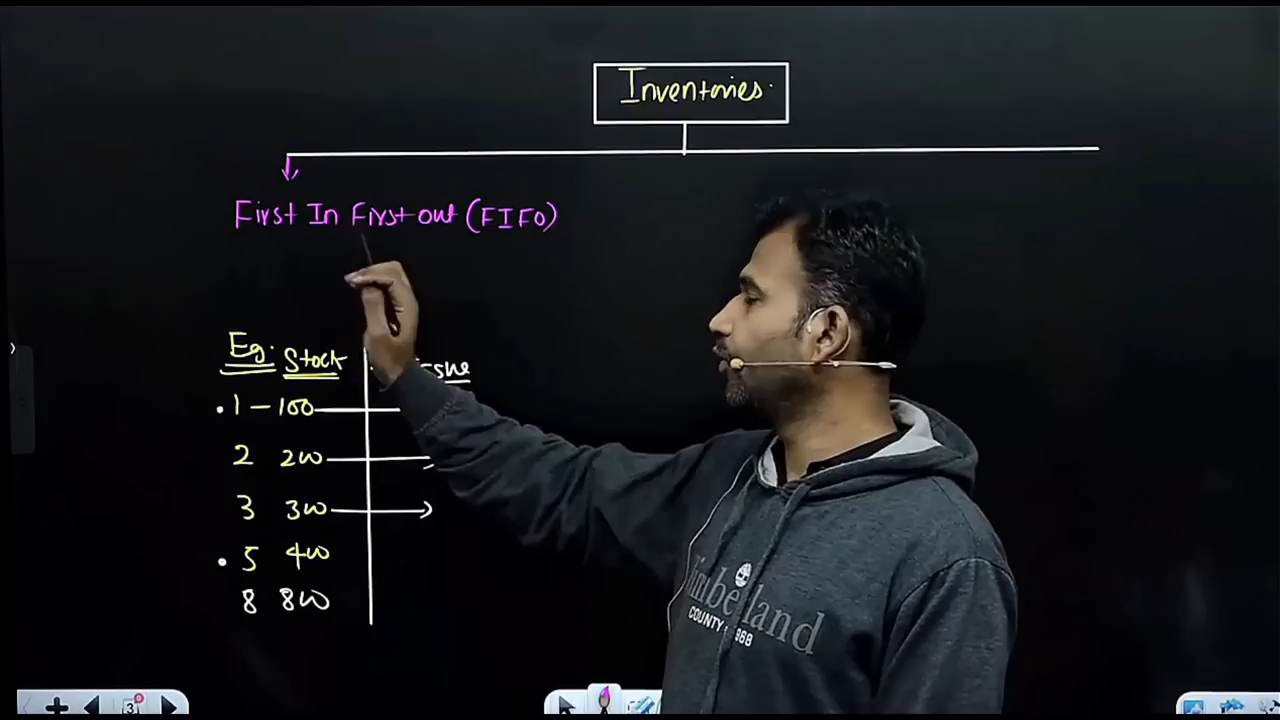 Inventories.
First In First out (FIFO)
Eg. Stock
1 - 100
2 200
3 300
5 400
8 800
Timberland
COUNTY 1968
3